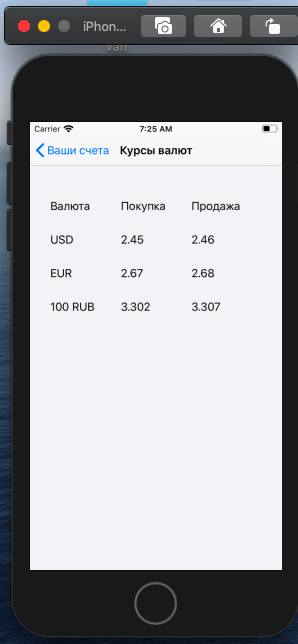 iPhon...
Carrier 7:25 AM
Ваши счета Курсы валют
Валюта Покупка Продажа
USD 2.45 2.46
EUR 2.67 2.68
100 RUB 3.302 3.307